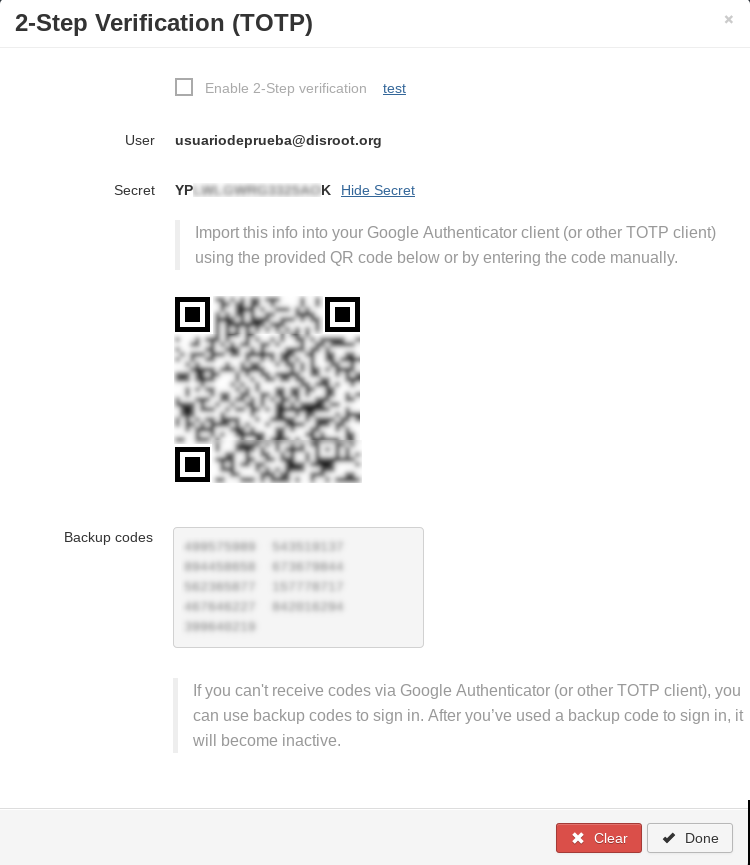 2-Step Verification (TOTP)
Enable 2-Step verification test
User usuariodeprueba@disroot.org
Secret Hide Secret
Import this info into your Google Authenticator client (or other TOTP client)
using the provided QR code below or by entering the code manually.
Backup codes
If you can't receive codes via Google Authenticator (or other TOTP client), you
can use backup codes to sign in. After you’ve used a backup code to sign in, it
will become inactive.
Clear Done